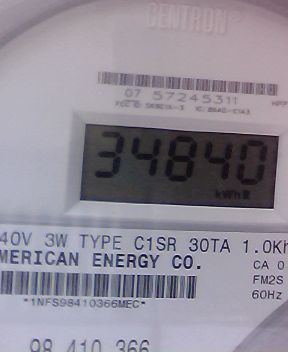 CENTRON
07 57245311
34840
kWh
40V 3W TYPE C1SR 30TA 1.0Kh
MERICAN ENERGY CO.
CA 0
FM2S
60Hz
*1NFS98410366MEC*
98 410 366